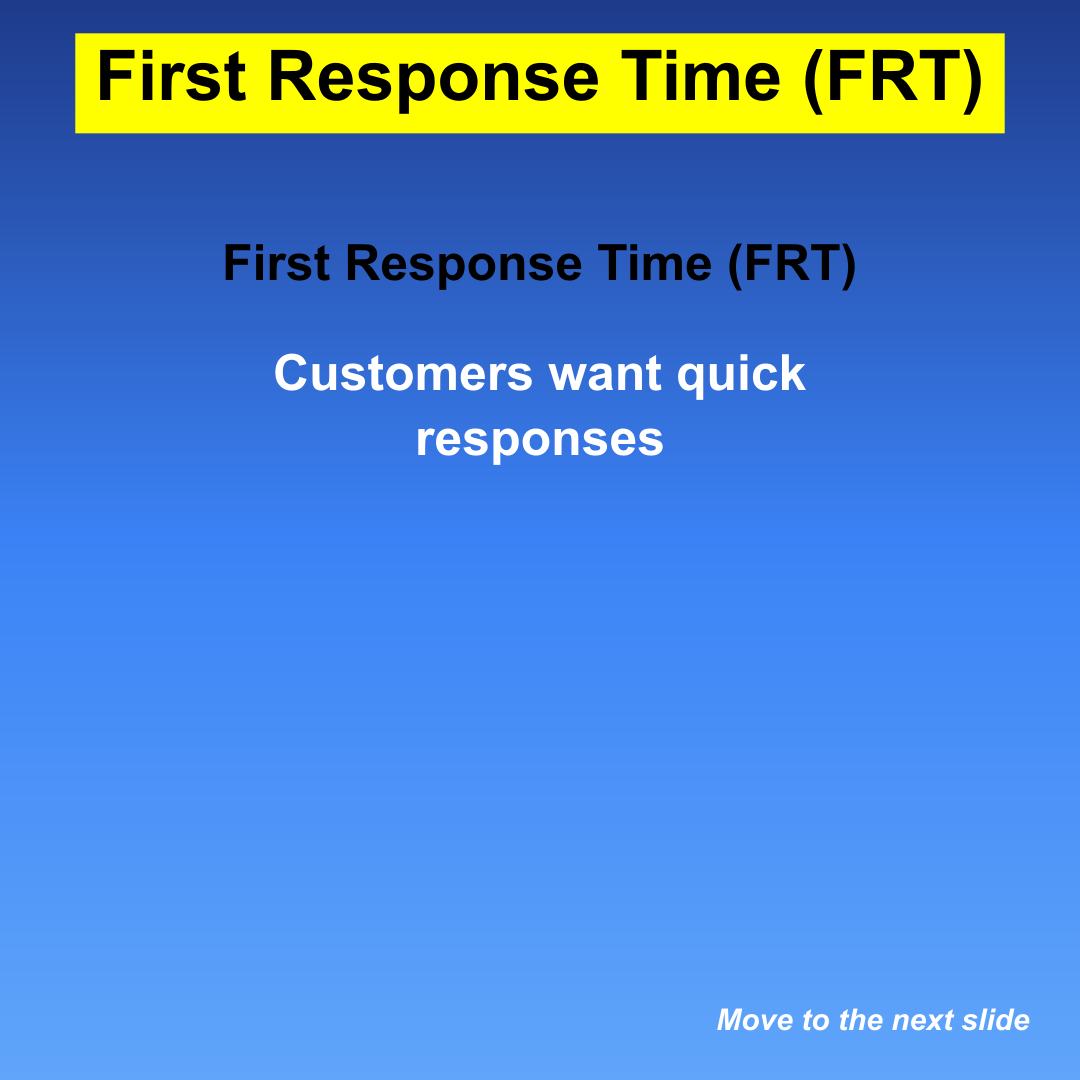 First Response Time (FRT)
First Response Time (FRT)
Customers want quick
responses
Move to the next slide